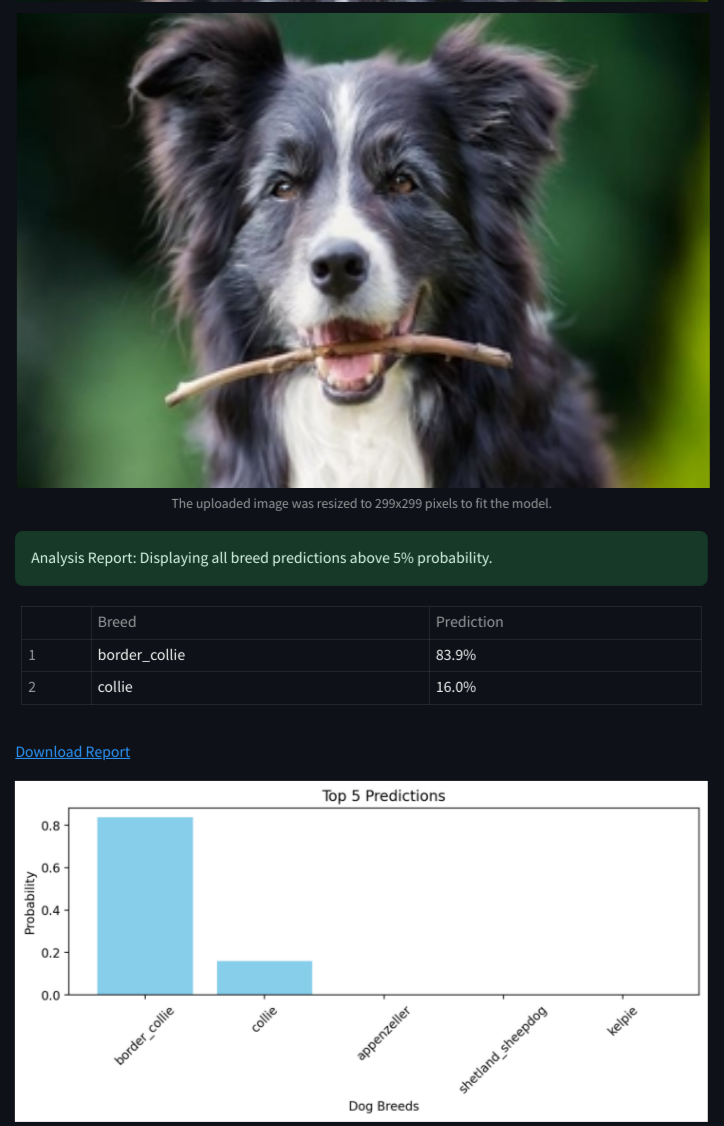 The uploaded image was resized to 299x299 pixels to fit the model.
Analysis Report: Displaying all breed predictions above 5% probability.
Breed Prediction
1 border_collie 83.9%
2 collie 16.0%
Download Report
Top 5 Predictions
Probability
0.8
0.6
0.4
0.2
0.0
border_collie collie appenzeller shetland_sheepdog kelpie
Dog Breeds